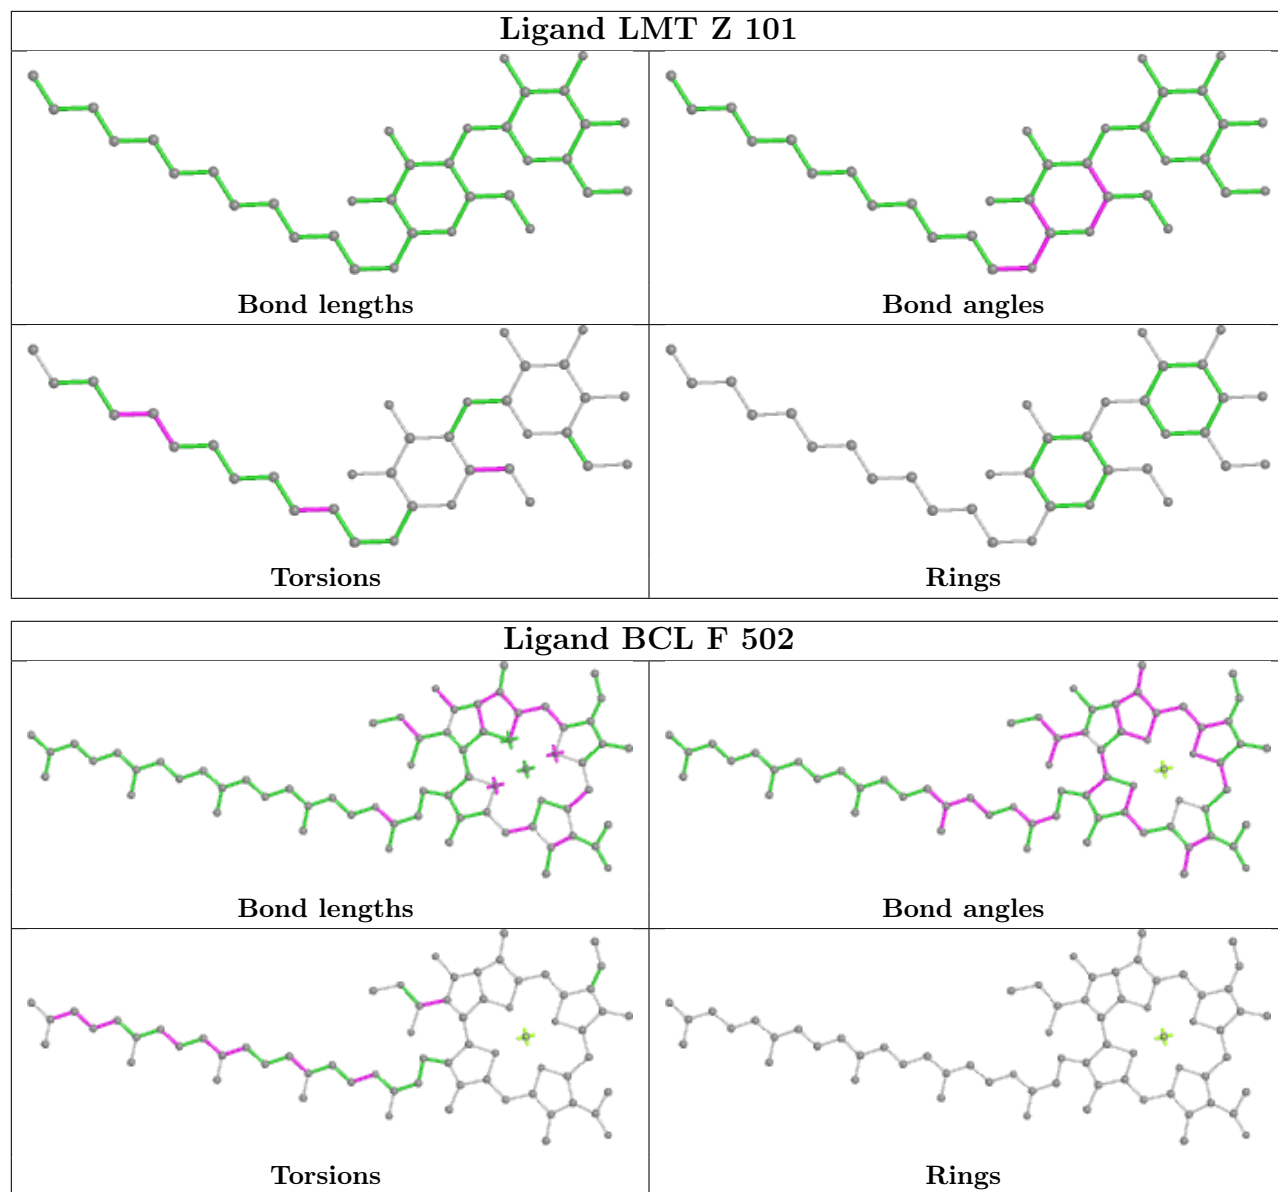 Ligand LMT Z 101
Bond lengths
Bond angles
Torsions
Rings
Ligand BCL F 502
Bond lengths
Bond angles
Torsions
Rings